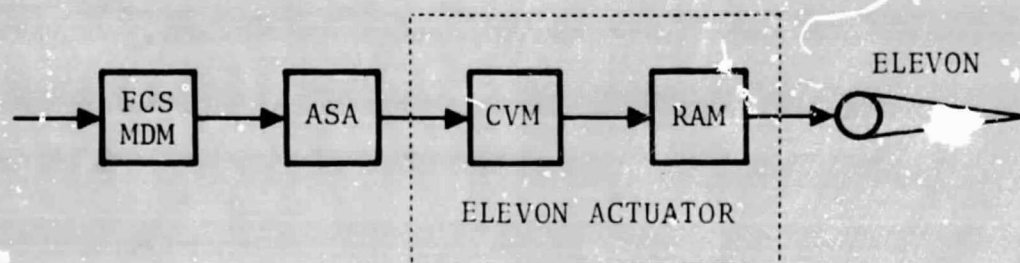 ELEVON
FCS
MDM
ASA
CVM
RAM
ELEVON ACTUATOR